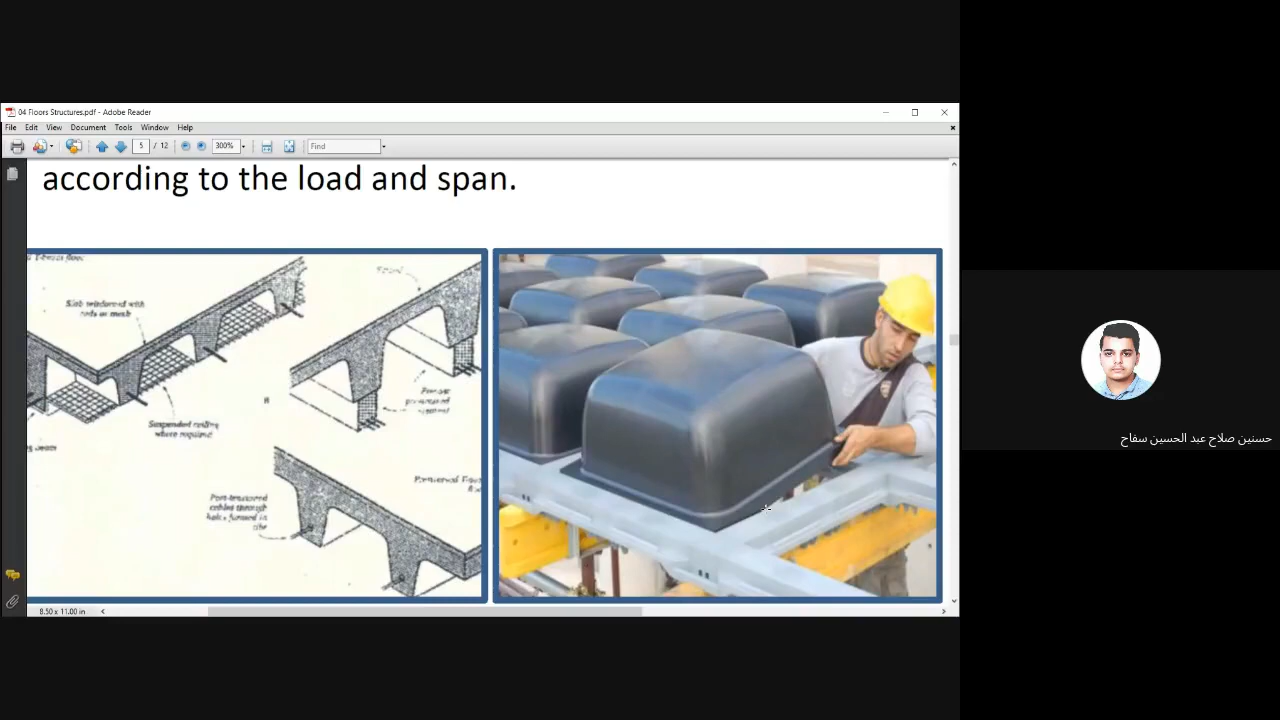 04 Floors Structures.pdf - Adobe Reader
File Edit View Document Tools Window Help
5 / 12 300% Find
according to the load and span.
Slab reinforced with
rods or mesh
Suspended ceiling
where required
Post-tensioned
cables through
holes formed in
8.50 x 11.00 in
حسنين صلاح عبد الحسين سفاح